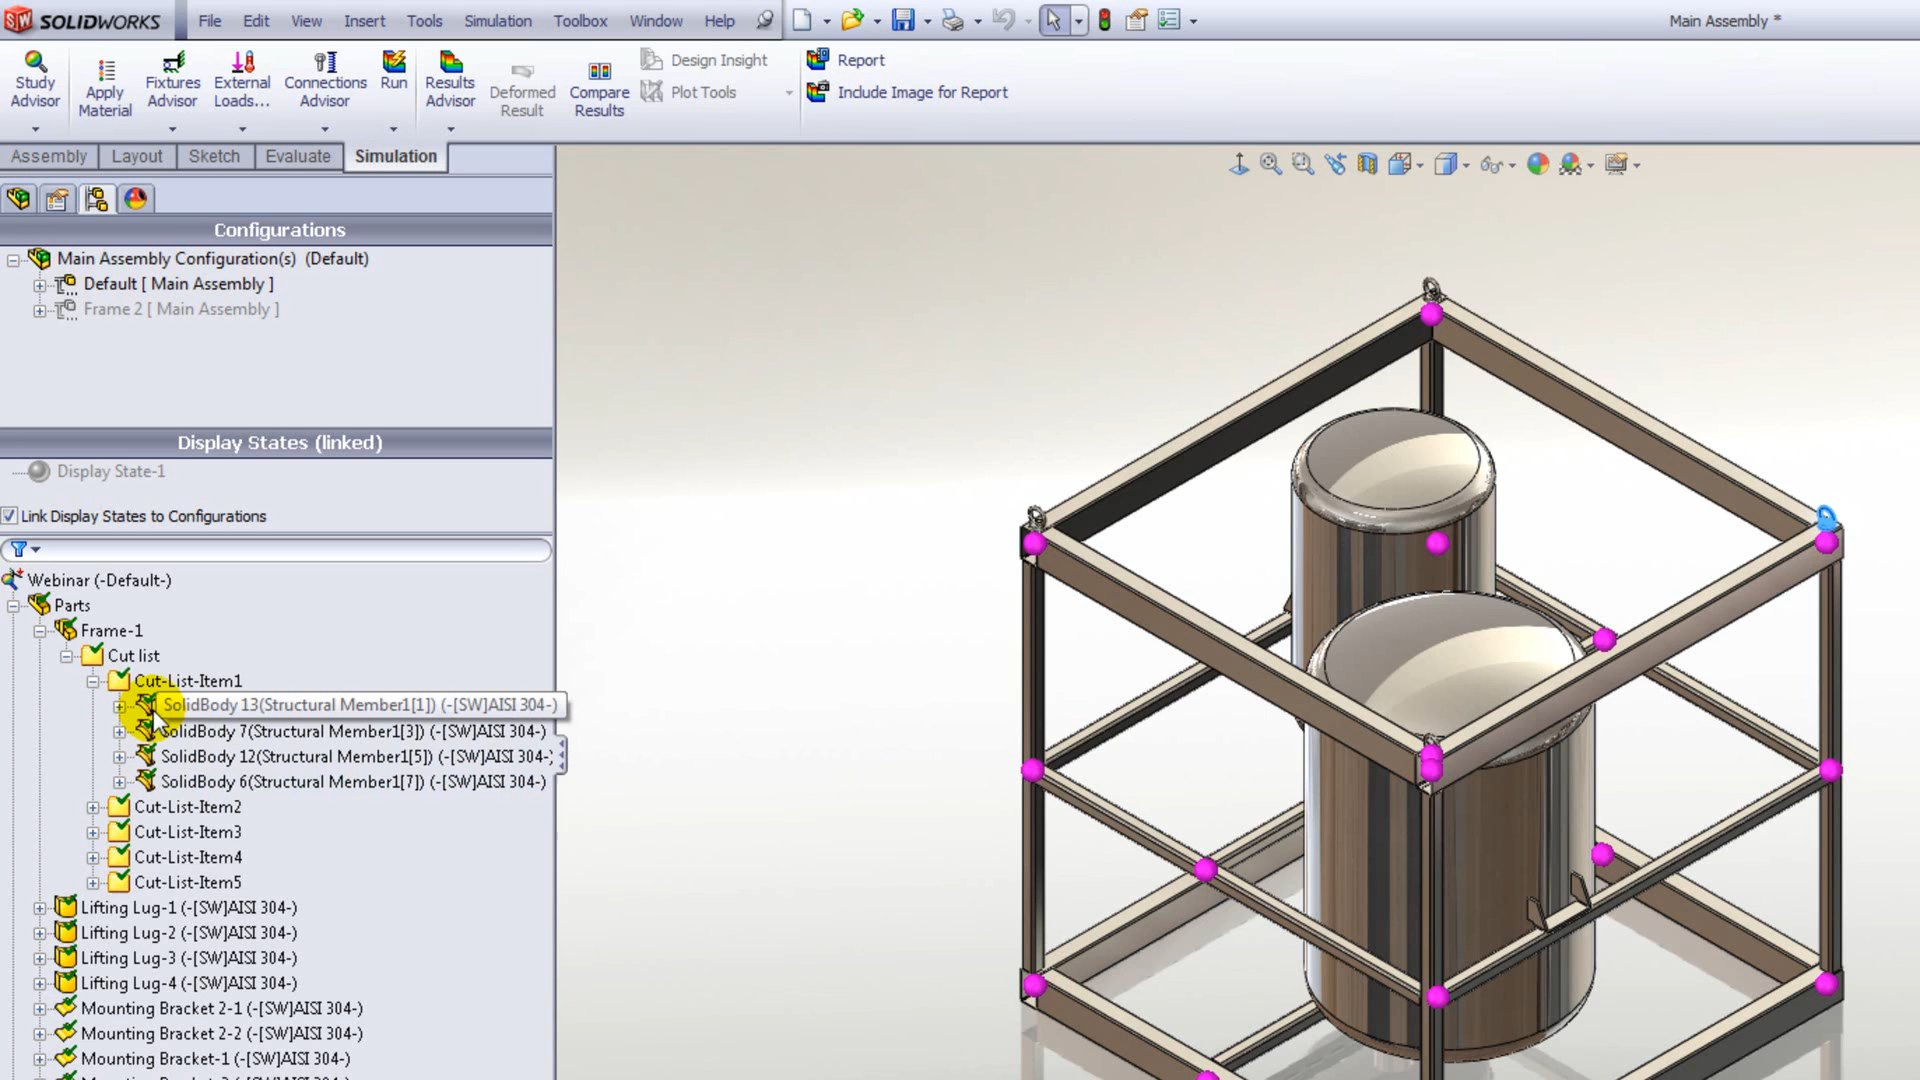 SW SOLIDWORKS File Edit View Insert Tools Simulation Toolbox Window Help Main Assembly *
Study Advisor
Apply Material
Fixtures Advisor
External Loads...
Connections Advisor
Run
Results Advisor
Deformed Result
Compare Results
Design Insight
Plot Tools
Report
Include Image for Report
Assembly Layout Sketch Evaluate Simulation
Configurations
Main Assembly Configuration(s) (Default)
Default [ Main Assembly ]
Frame 2 [ Main Assembly ]
Display States (linked)
Display State-1
Link Display States to Configurations
Webinar (-Default-)
Parts
Frame-1
Cut list
Cut-List-Item1
SolidBody 13(Structural Member1[1]) (-[SW]AISI 304-)
SolidBody 7(Structural Member1[3]) (-[SW]AISI 304-)
SolidBody 12(Structural Member1[5]) (-[SW]AISI 304-)
SolidBody 6(Structural Member1[7]) (-[SW]AISI 304-)
Cut-List-Item2
Cut-List-Item3
Cut-List-Item4
Cut-List-Item5
Lifting Lug-1 (-[SW]AISI 304-)
Lifting Lug-2 (-[SW]AISI 304-)
Lifting Lug-3 (-[SW]AISI 304-)
Lifting Lug-4 (-[SW]AISI 304-)
Mounting Bracket 2-1 (-[SW]AISI 304-)
Mounting Bracket 2-2 (-[SW]AISI 304-)
Mounting Bracket-1 (-[SW]AISI 304-)